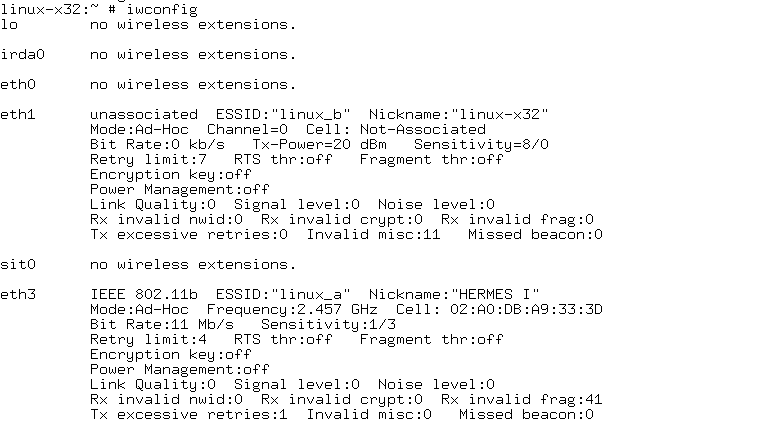 linux-x32:~ # iwconfig
lo        no wireless extensions.
irda0     no wireless extensions.
eth0      no wireless extensions.
eth1      unassociated  ESSID:"linux_b"  Nickname:"linux-x32"
          Mode:Ad-Hoc  Channel=0  Cell: Not-Associated
          Bit Rate:0 kb/s   Tx-Power=20 dBm   Sensitivity=8/0
          Retry limit:7   RTS thr:off   Fragment thr:off
          Encryption key:off
          Power Management:off
          Link Quality:0  Signal level:0  Noise level:0
          Rx invalid nwid:0  Rx invalid crypt:0  Rx invalid frag:0
          Tx excessive retries:0  Invalid misc:11   Missed beacon:0
sit0      no wireless extensions.
eth3      IEEE 802.11b  ESSID:"linux_a"  Nickname:"HERMES I"
          Mode:Ad-Hoc  Frequency:2.457 GHz  Cell: 02:A0:DB:A9:33:3D
          Bit Rate:11 Mb/s   Sensitivity:1/3
          Retry limit:4   RTS thr:off   Fragment thr:off
          Encryption key:off
          Power Management:off
          Link Quality:0  Signal level:0  Noise level:0
          Rx invalid nwid:0  Rx invalid crypt:0  Rx invalid frag:41
          Tx excessive retries:1  Invalid misc:0   Missed beacon:0